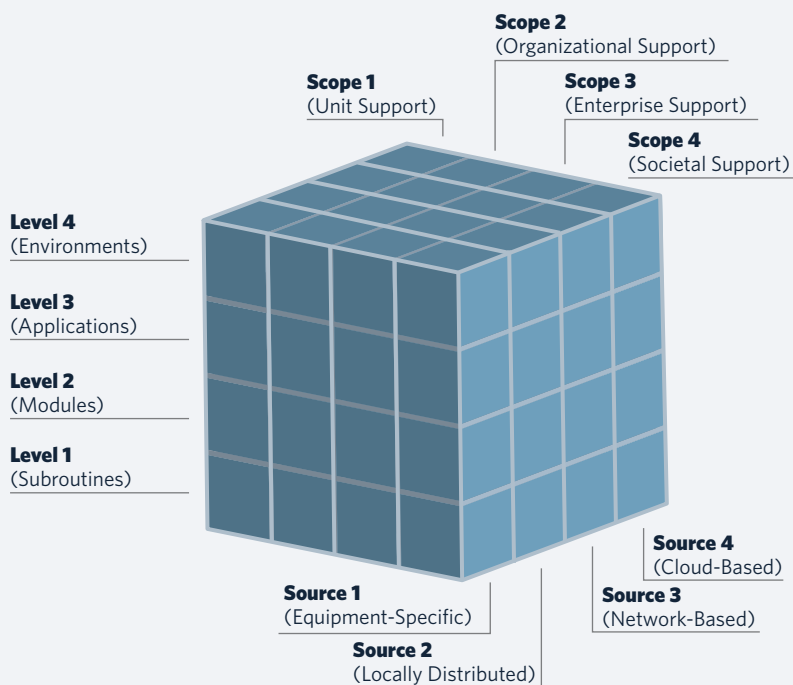 Scope 2
(Organizational Support)
Scope 1
(Unit Support)
Scope 3
(Enterprise Support)
Scope 4
(Societal Support)
Level 4
(Environments)
Level 3
(Applications)
Level 2
(Modules)
Level 1
(Subroutines)
Source 4
(Cloud-Based)
Source 1
(Equipment-Specific)
Source 3
(Network-Based)
Source 2
(Locally Distributed)